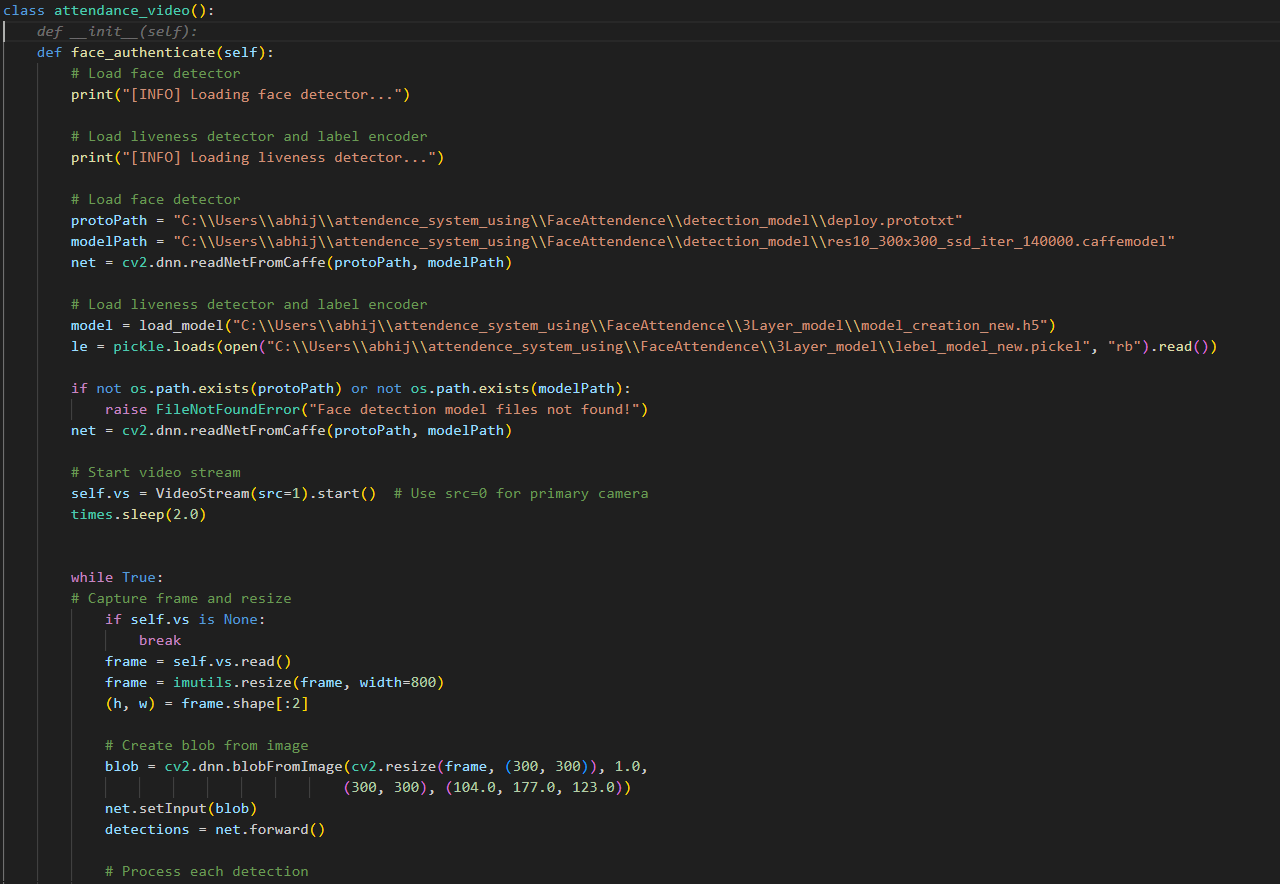 class attendance_video():
    def __init__(self):
    def face_authenticate(self):
        # Load face detector
        print("[INFO] Loading face detector...")

        # Load liveness detector and label encoder
        print("[INFO] Loading liveness detector...")

        # Load face detector
        protoPath = "C:\\Users\\abhij\\attendence_system_using\\FaceAttendence\\detection_model\\deploy.prototxt"
        modelPath = "C:\\Users\\abhij\\attendence_system_using\\FaceAttendence\\detection_model\\res10_300x300_ssd_iter_140000.caffemodel"
        net = cv2.dnn.readNetFromCaffe(protoPath, modelPath)

        # Load liveness detector and label encoder
        model = load_model("C:\\Users\\abhij\\attendence_system_using\\FaceAttendence\\3Layer_model\\model_creation_new.h5")
        le = pickle.loads(open("C:\\Users\\abhij\\attendence_system_using\\FaceAttendence\\3Layer_model\\lebel_model_new.pickel", "rb").read())

        if not os.path.exists(protoPath) or not os.path.exists(modelPath):
            raise FileNotFoundError("Face detection model files not found!")
        net = cv2.dnn.readNetFromCaffe(protoPath, modelPath)

        # Start video stream
        self.vs = VideoStream(src=1).start()  # Use src=0 for primary camera
        times.sleep(2.0)


        while True:
        # Capture frame and resize
            if self.vs is None:
                break
            frame = self.vs.read()
            frame = imutils.resize(frame, width=800)
            (h, w) = frame.shape[:2]

            # Create blob from image
            blob = cv2.dnn.blobFromImage(cv2.resize(frame, (300, 300)), 1.0,
                                        (300, 300), (104.0, 177.0, 123.0))
            net.setInput(blob)
            detections = net.forward()

            # Process each detection